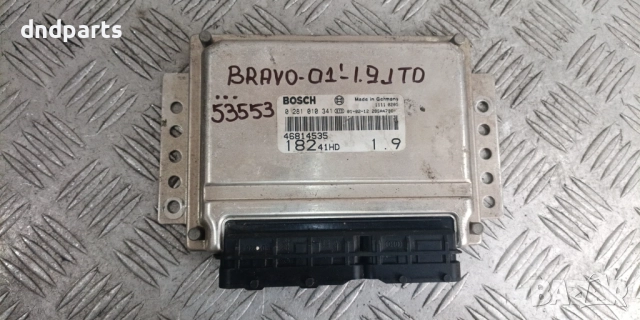 dndparts
BRAVO-01'-1.9JTD
...
53553
BOSCH
Made in Germany
0 281 010 341
46814535
182 41HD 1.9
BAZAR